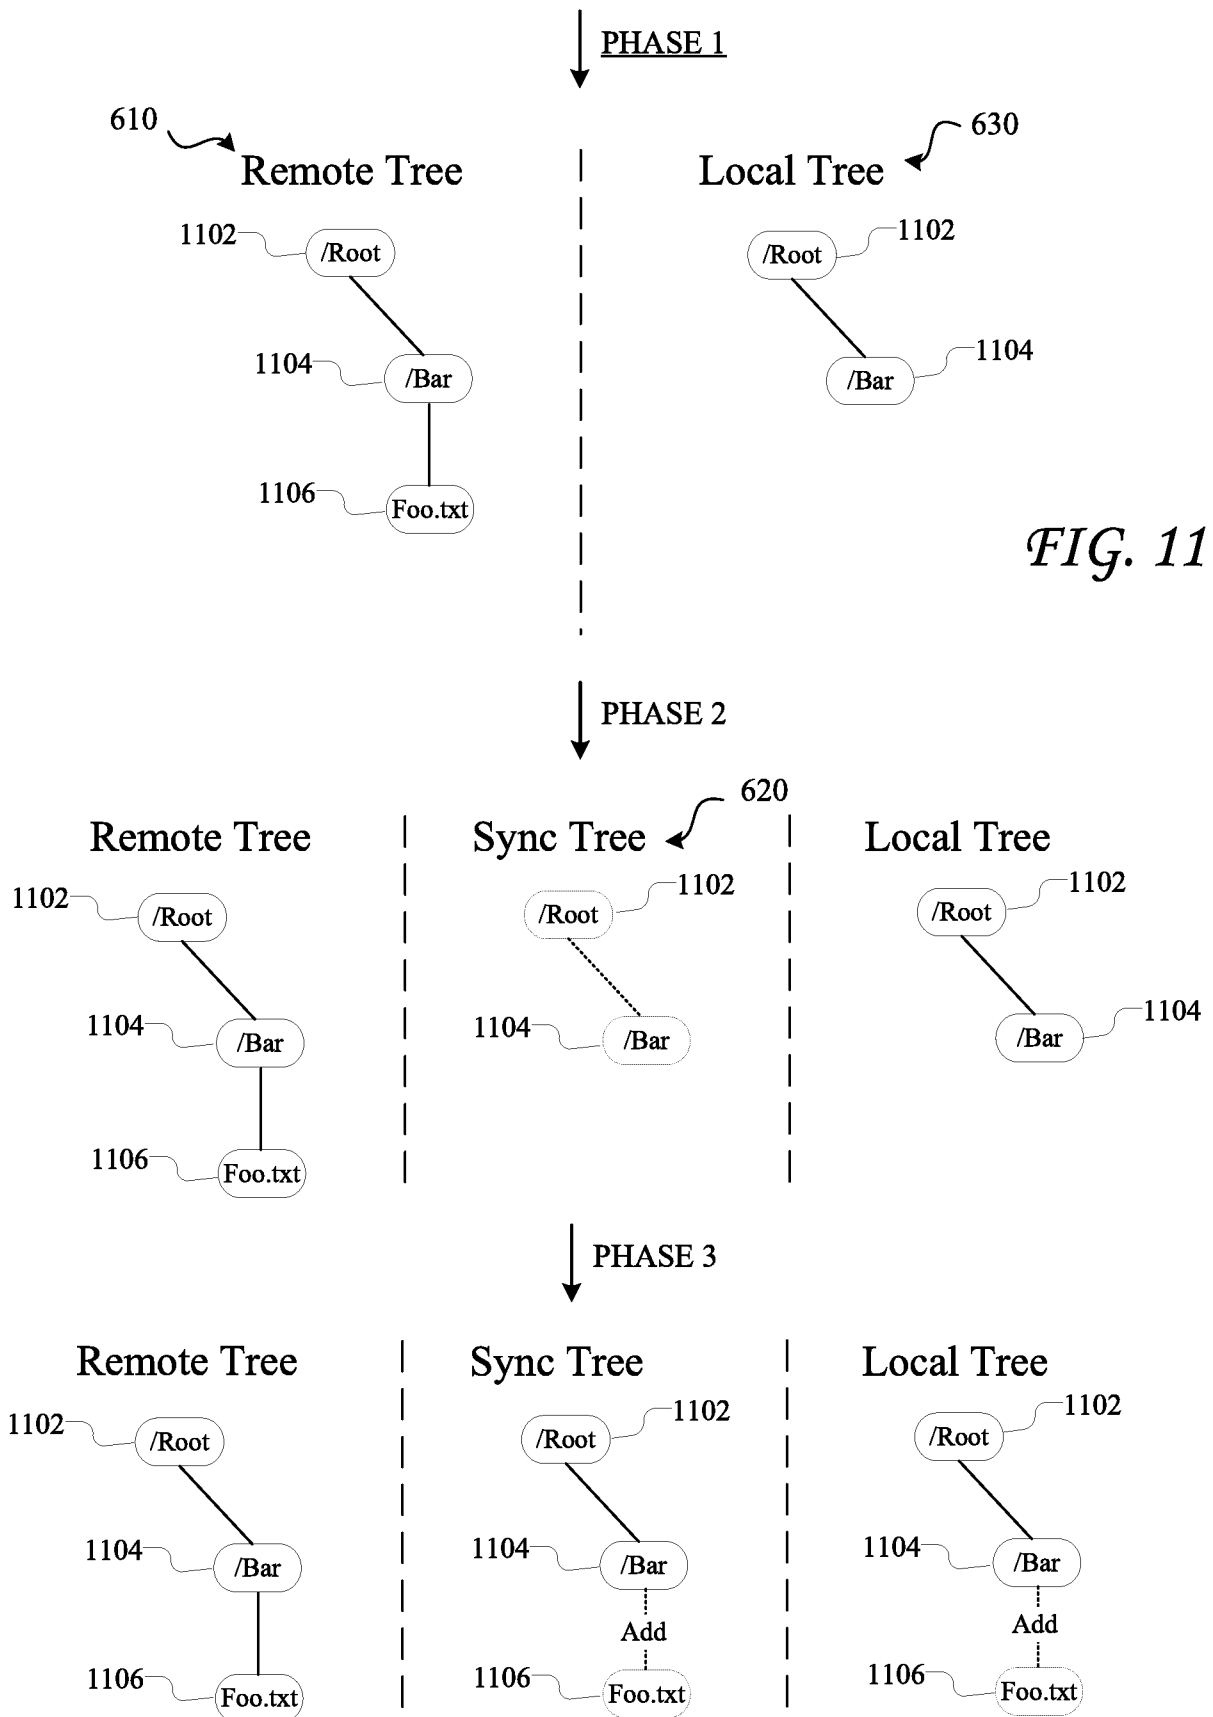 PHASE 1
610
630
Remote Tree
Local Tree
1102
/Root
/Root
1102
1104
/Bar
/Bar
1104
1106
Foo.txt
FIG. 11
PHASE 2
620
Remote Tree
Sync Tree
Local Tree
1102
/Root
/Root
1102
/Root
1102
1104
/Bar
1104
/Bar
/Bar
1104
1106
Foo.txt
PHASE 3
Remote Tree
Sync Tree
Local Tree
1102
/Root
/Root
1102
/Root
1102
1104
/Bar
1104
/Bar
1104
/Bar
Add
Add
1106
Foo.txt
1106
Foo.txt
1106
Foo.txt